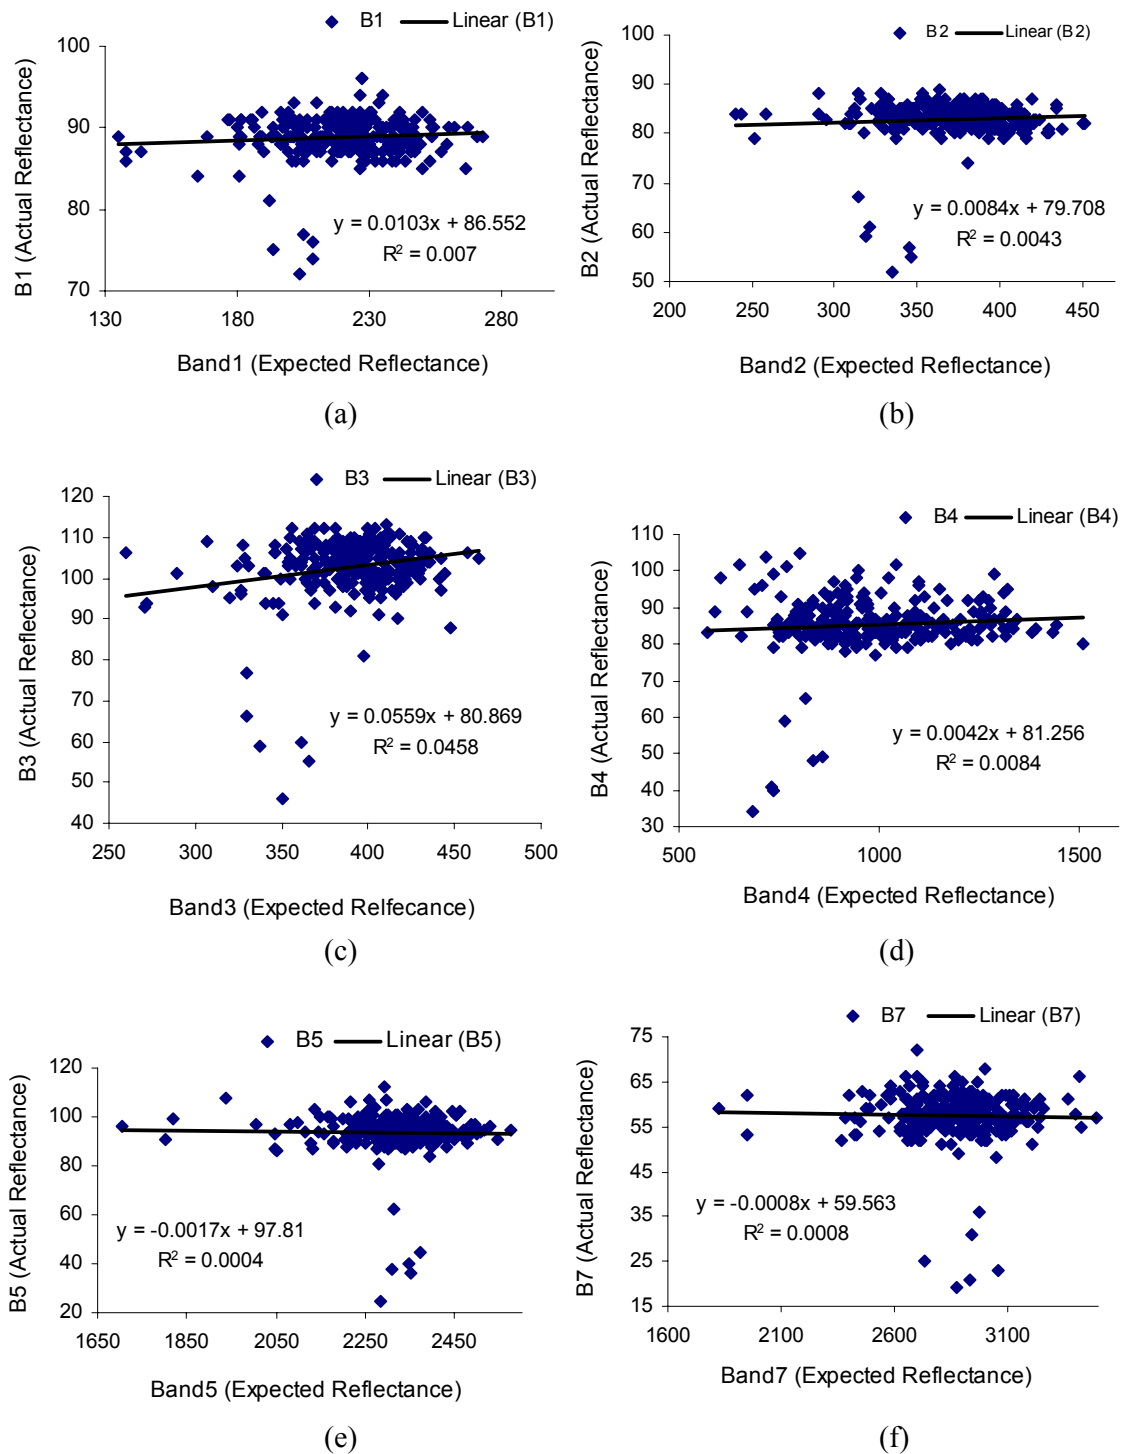 B1 Linear (B1)
100
90
80
70
130 180 230 280
B1 (Actual Reflectance)
y = 0.0103x + 86.552
R² = 0.007
Band1 (Expected Reflectance)
(a)
B2 Linear (B2)
100
90
80
70
60
50
200 250 300 350 400 450
B2 (Actual Reflectance)
y = 0.0084x + 79.708
R² = 0.0043
Band2 (Expected Reflectance)
(b)
B3 Linear (B3)
120
110
100
90
80
70
60
50
40
250 300 350 400 450 500
B3 (Actual Reflectance)
y = 0.0559x + 80.869
R² = 0.0458
Band3 (Expected Relfecance)
(c)
B4 Linear (B4)
110
100
90
80
70
60
50
40
30
500 1000 1500
B4 (Actual Reflectance)
y = 0.0042x + 81.256
R² = 0.0084
Band4 (Expected Reflectance)
(d)
B5 Linear (B5)
120
100
80
60
40
20
1650 1850 2050 2250 2450
B5 (Actual Reflectance)
y = -0.0017x + 97.81
R² = 0.0004
Band5 (Expected Reflectance)
(e)
B7 Linear (B7)
75
65
55
45
35
25
15
1600 2100 2600 3100
B7 (Actual Reflectance)
y = -0.0008x + 59.563
R² = 0.0008
Band7 (Expected Reflectance)
(f)